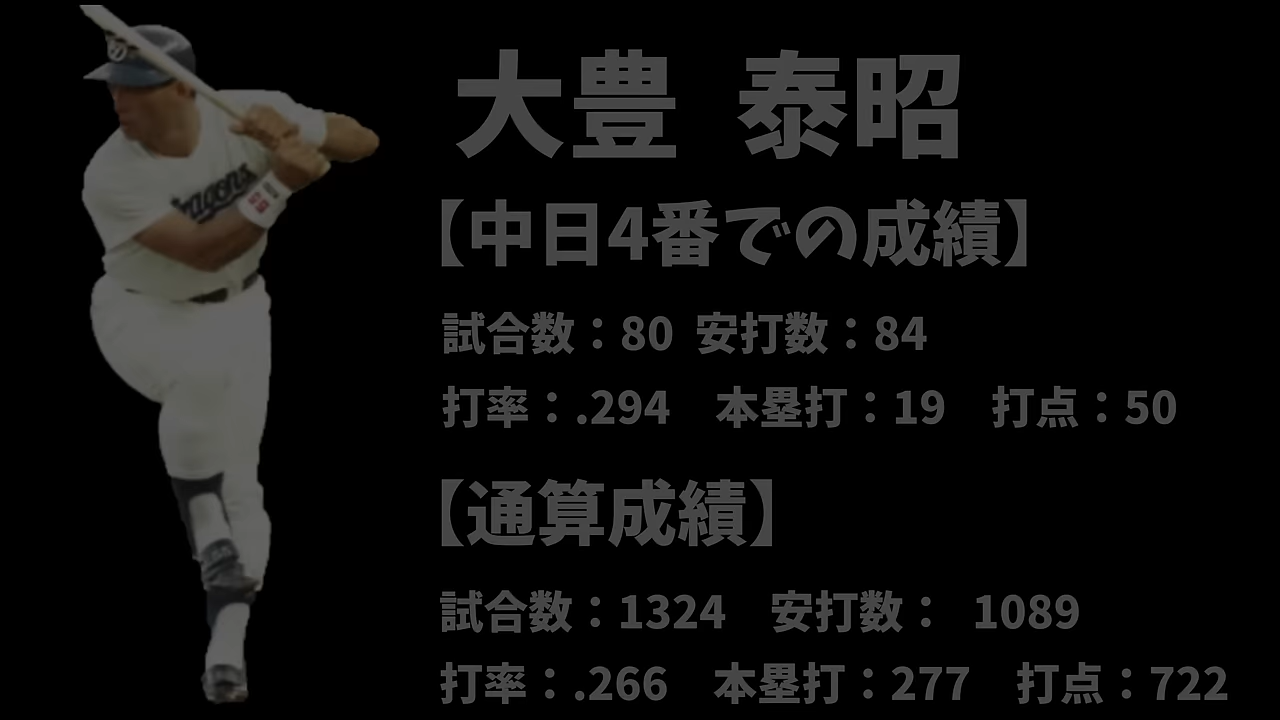 大豊 泰昭
【中日4番での成績】
試合数：80 安打数：84
打率：.294 本塁打：19 打点：50
【通算成績】
試合数：1324 安打数： 1089
打率：.266 本塁打：277 打点：722
Dragons